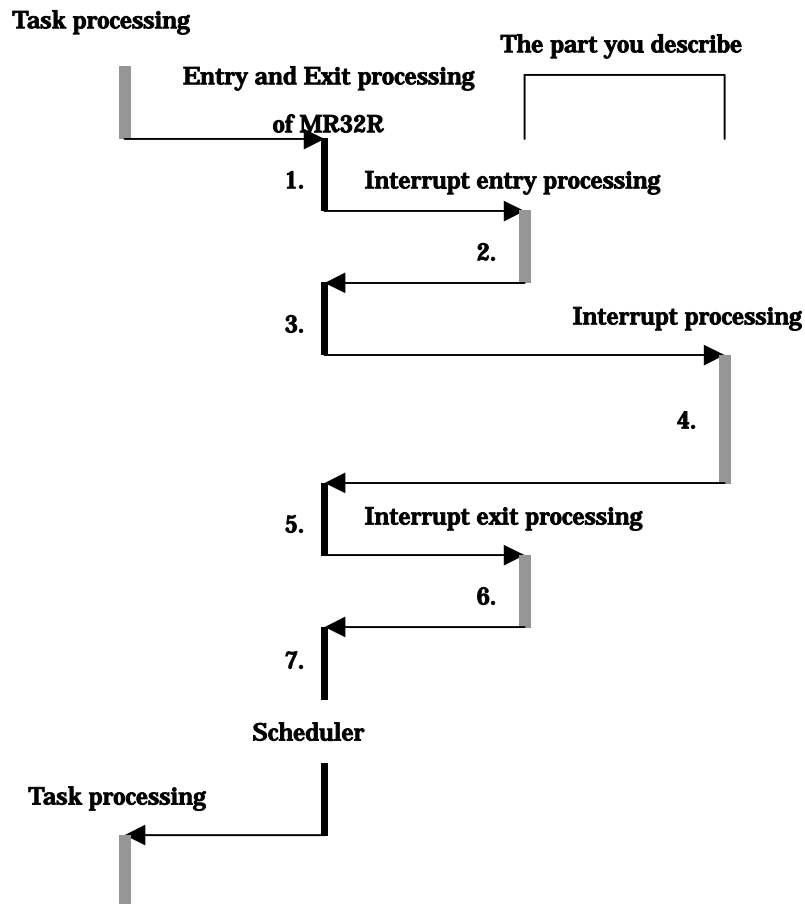 Task processing
The part you describe
Entry and Exit processing
of MR32R
1. Interrupt entry processing
2.
3.
Interrupt processing
4.
5. Interrupt exit processing
6.
7.
Scheduler
Task processing